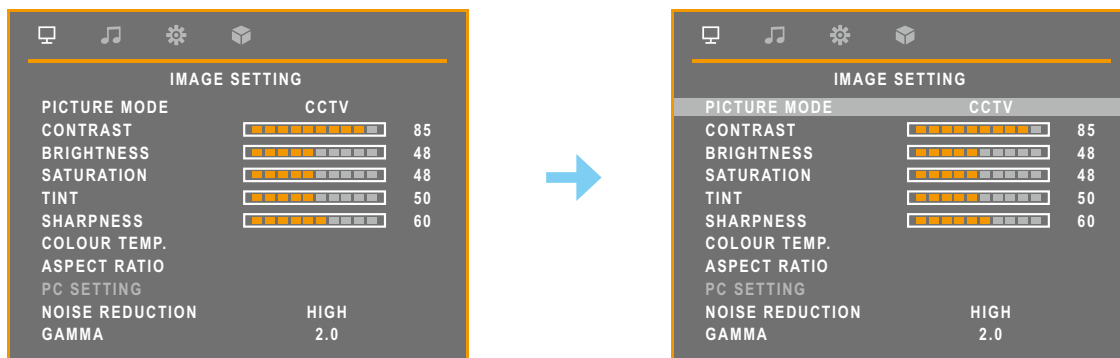 IMAGE SETTING
PICTURE MODE CCTV
CONTRAST 85
BRIGHTNESS 48
SATURATION 48
TINT 50
SHARPNESS 60
COLOUR TEMP.
ASPECT RATIO
PC SETTING
NOISE REDUCTION HIGH
GAMMA 2.0
IMAGE SETTING
PICTURE MODE CCTV
CONTRAST 85
BRIGHTNESS 48
SATURATION 48
TINT 50
SHARPNESS 60
COLOUR TEMP.
ASPECT RATIO
PC SETTING
NOISE REDUCTION HIGH
GAMMA 2.0